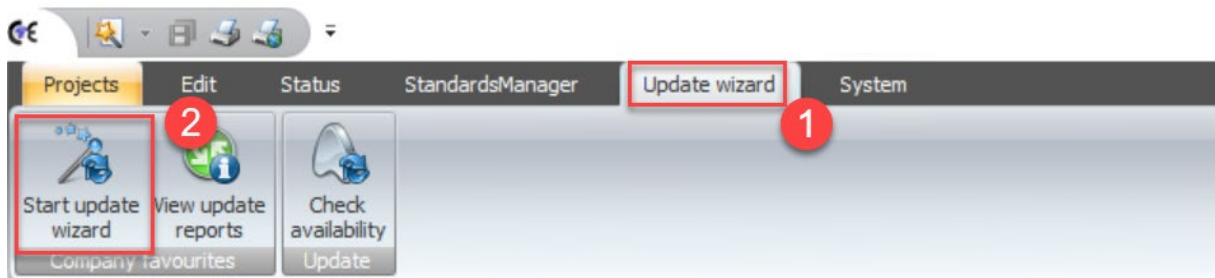 Projects Edit Status StandardsManager Update wizard System
1
2
Start update View update Check
wizard reports availability
Company favourites Update